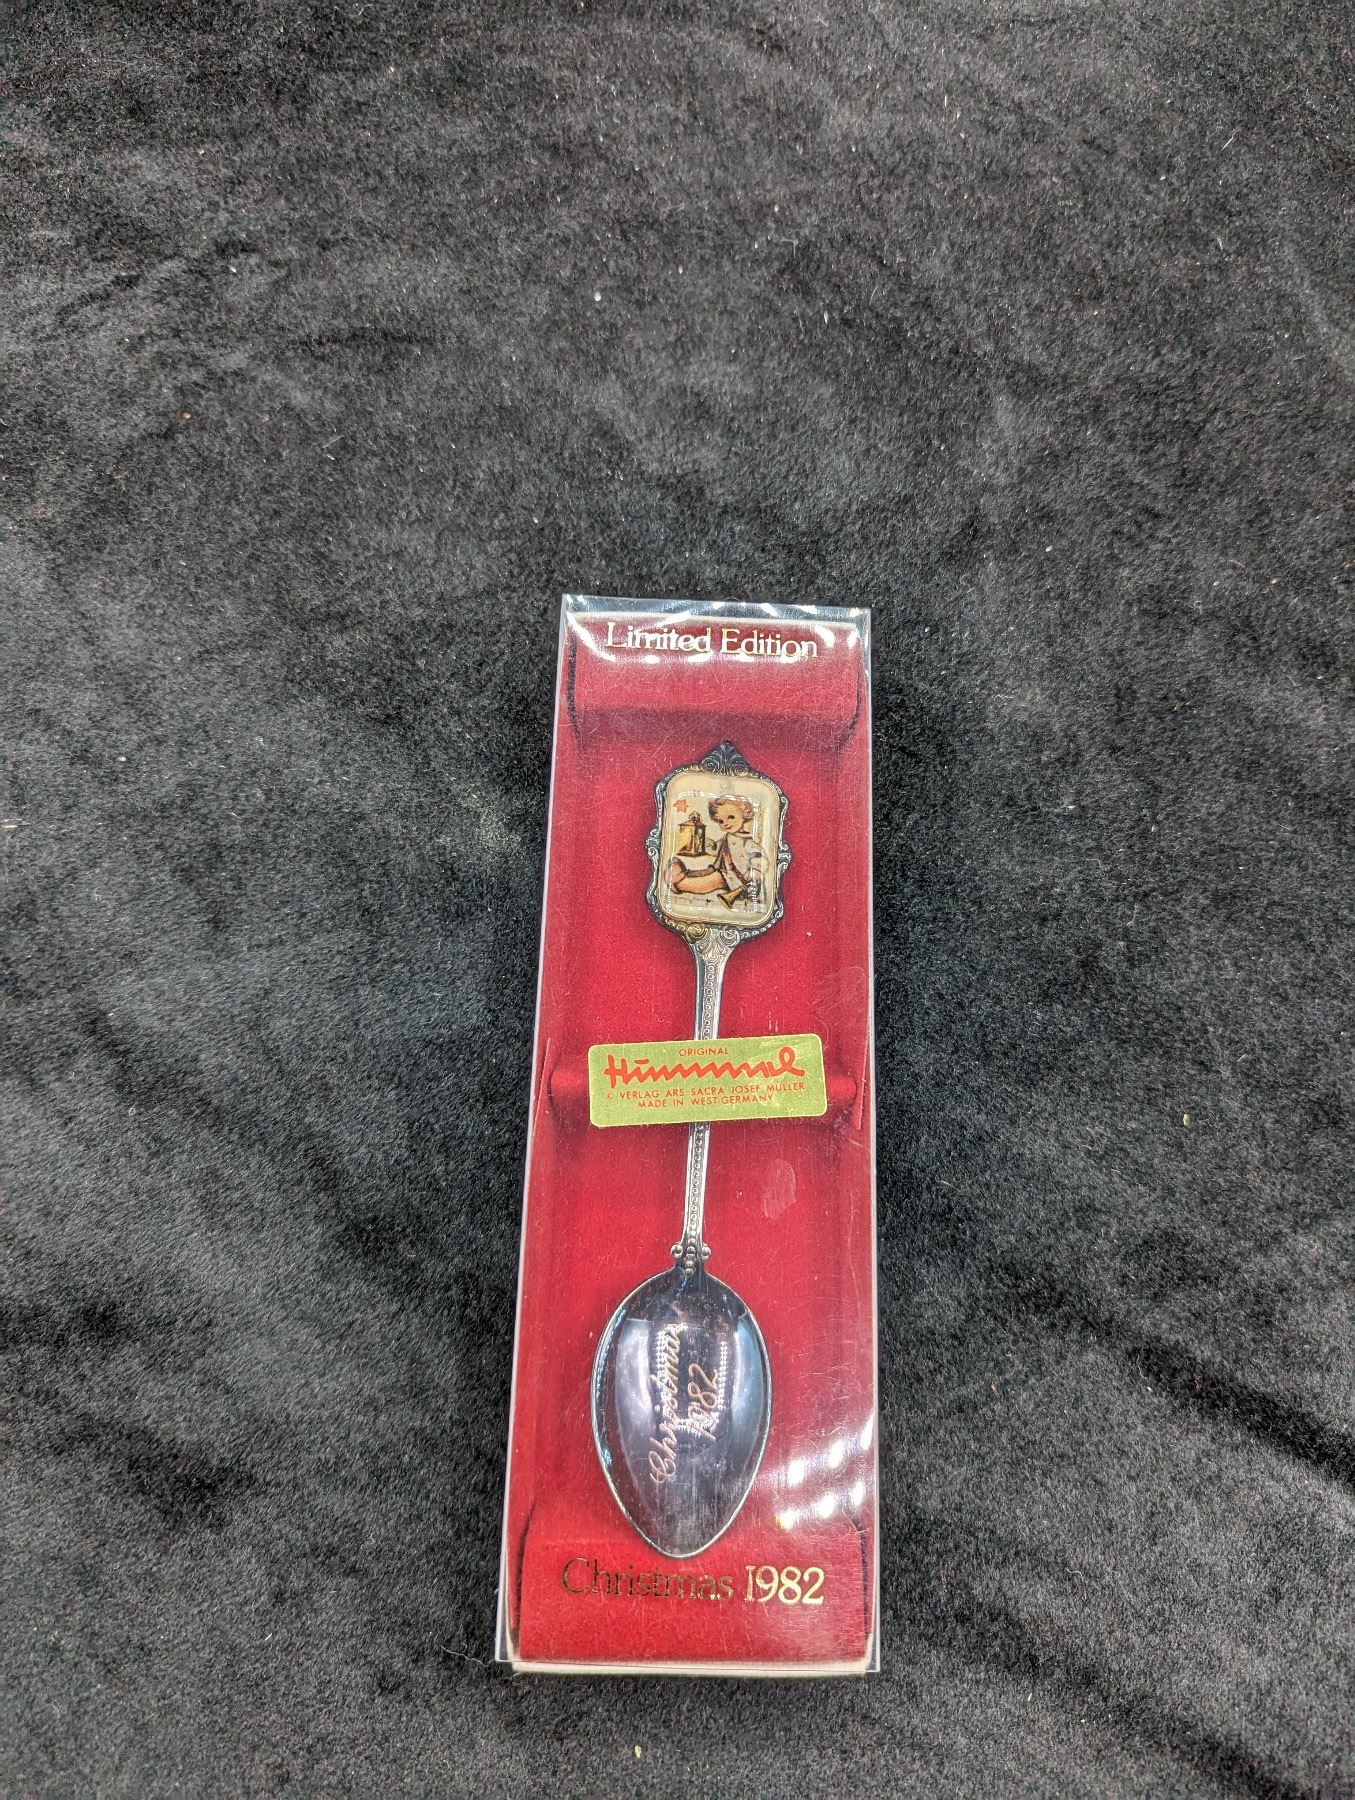 Limited Edition
ORIGINAL
Hummel
© VERLAG ARS SACRA JOSEF MÜLLER
MADE IN WEST GERMANY
Christmas
1982
Christmas 1982